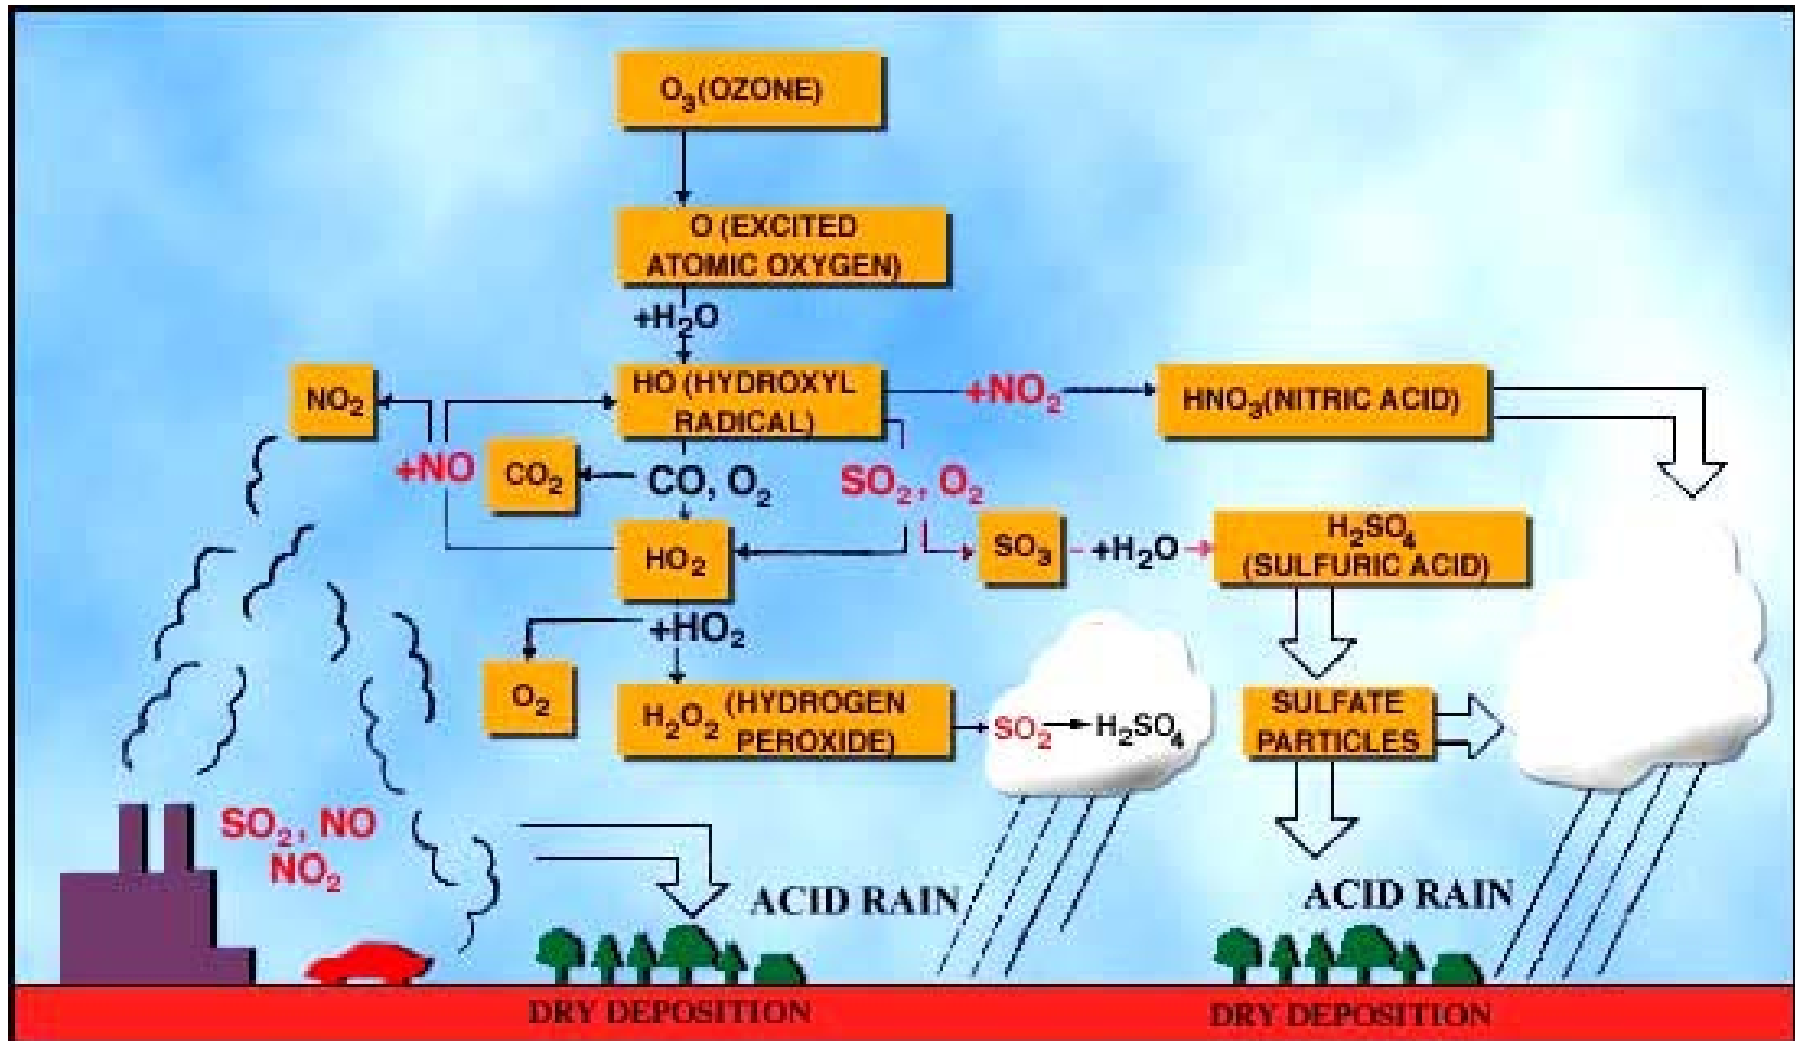 O₃(OZONE)
O (EXCITED
ATOMIC OXYGEN)
+H₂O
NO₂
HO (HYDROXYL
RADICAL)
+NO₂
HNO₃(NITRIC ACID)
+NO
CO₂
CO, O₂
SO₂, O₂
HO₂
SO₃
+H₂O
H₂SO₄
(SULFURIC ACID)
+HO₂
O₂
H₂O₂ (HYDROGEN
PEROXIDE)
SO₂
H₂SO₄
SULFATE
PARTICLES
SO₂, NO
NO₂
ACID RAIN
ACID RAIN
DRY DEPOSITION
DRY DEPOSITION